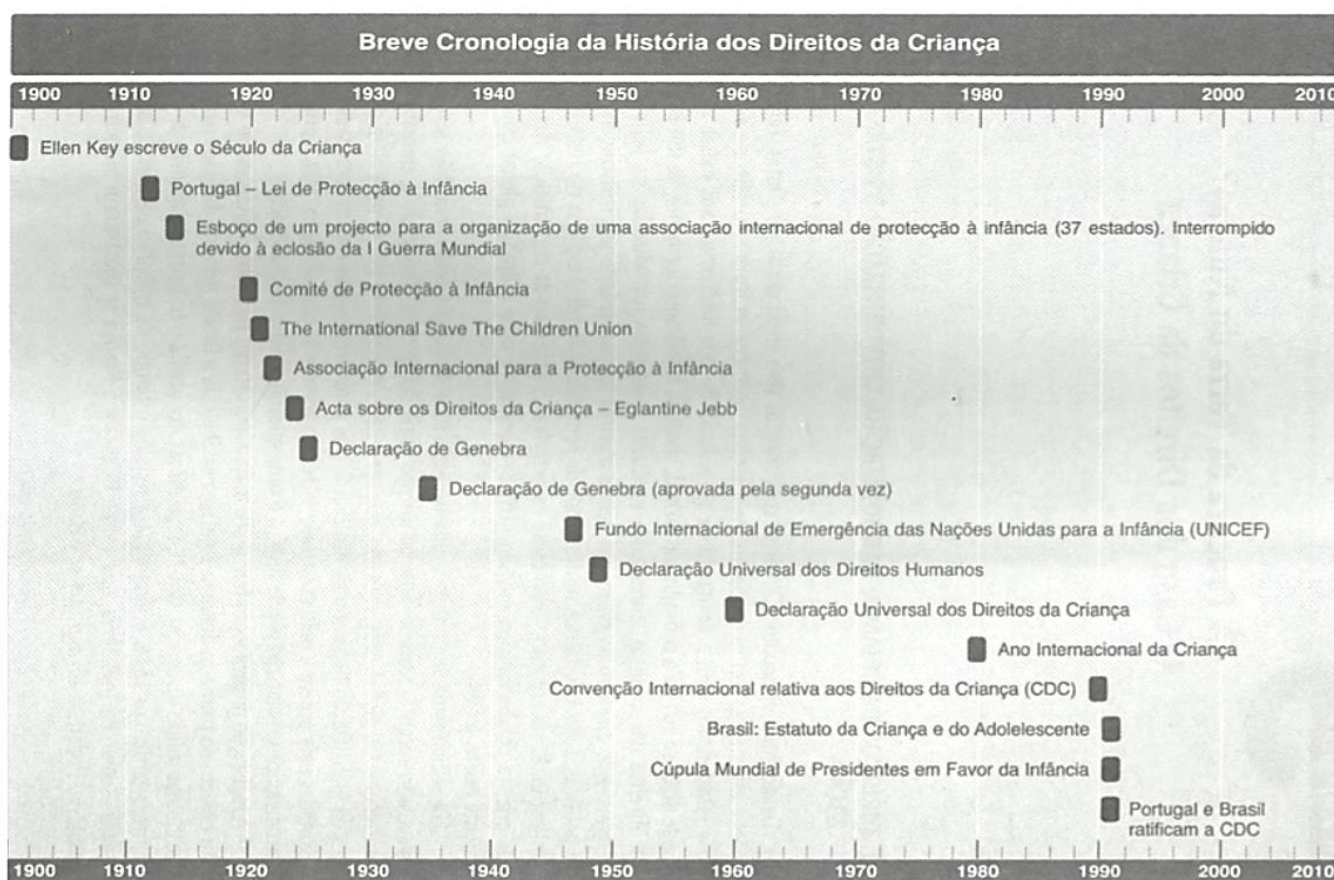 Breve Cronologia da História dos Direitos da Criança
1900 1910 1920 1930 1940 1950 1960 1970 1980 1990 2000 2010
Ellen Key escreve o Século da Criança
Portugal – Lei de Protecção à Infância
Esboço de um projecto para a organização de uma associação internacional de protecção à infância (37 estados). Interrompido
devido à eclosão da I Guerra Mundial
Comité de Protecção à Infância
The International Save The Children Union
Associação Internacional para a Protecção à Infância
Acta sobre os Direitos da Criança – Eglantine Jebb
Declaração de Genebra
Declaração de Genebra (aprovada pela segunda vez)
Fundo Internacional de Emergência das Nações Unidas para a Infância (UNICEF)
Declaração Universal dos Direitos Humanos
Declaração Universal dos Direitos da Criança
Ano Internacional da Criança
Convenção Internacional relativa aos Direitos da Criança (CDC)
Brasil: Estatuto da Criança e do Adolelescente
Cúpula Mundial de Presidentes em Favor da Infância
Portugal e Brasil
ratificam a CDC
1900 1910 1920 1930 1940 1950 1960 1970 1980 1990 2000 2010